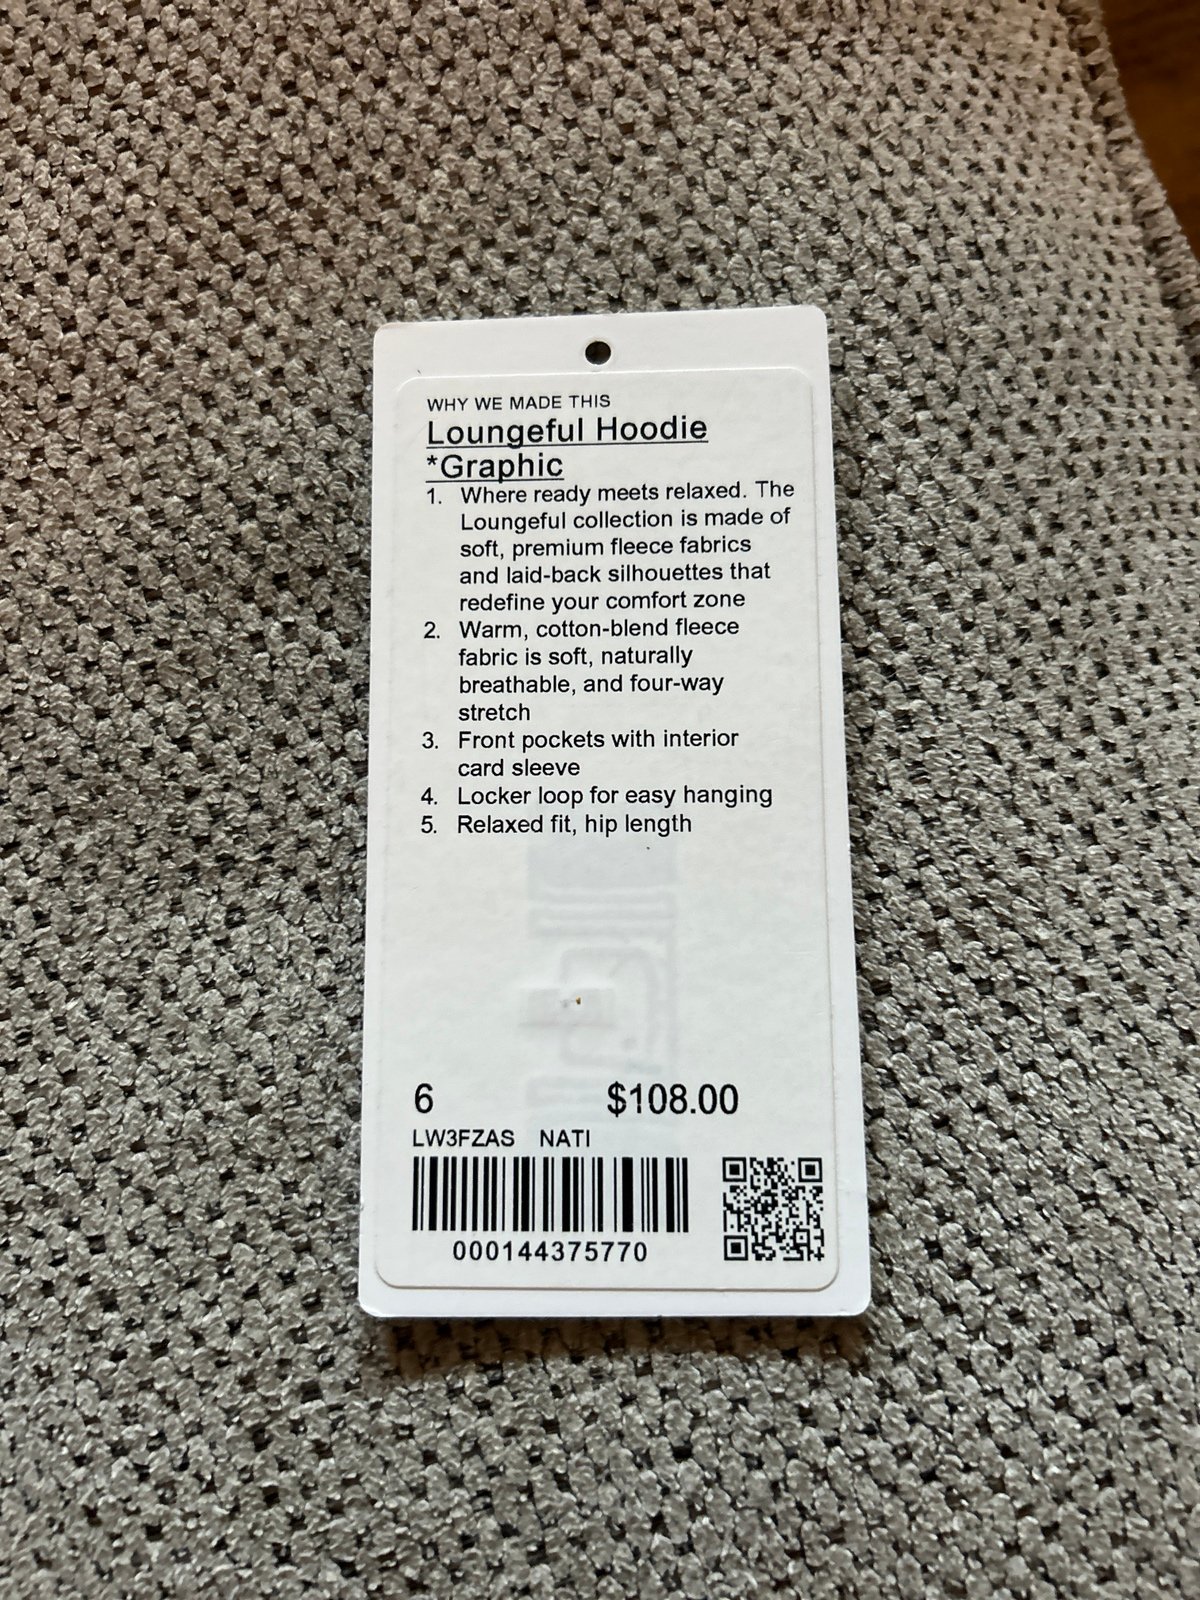 WHY WE MADE THIS
Loungeful Hoodie
*Graphic
1. Where ready meets relaxed. The
Loungeful collection is made of
soft, premium fleece fabrics
and laid-back silhouettes that
redefine your comfort zone
2. Warm, cotton-blend fleece
fabric is soft, naturally
breathable, and four-way
stretch
3. Front pockets with interior
card sleeve
4. Locker loop for easy hanging
5. Relaxed fit, hip length
6 $108.00
LW3FZAS NATI
000144375770